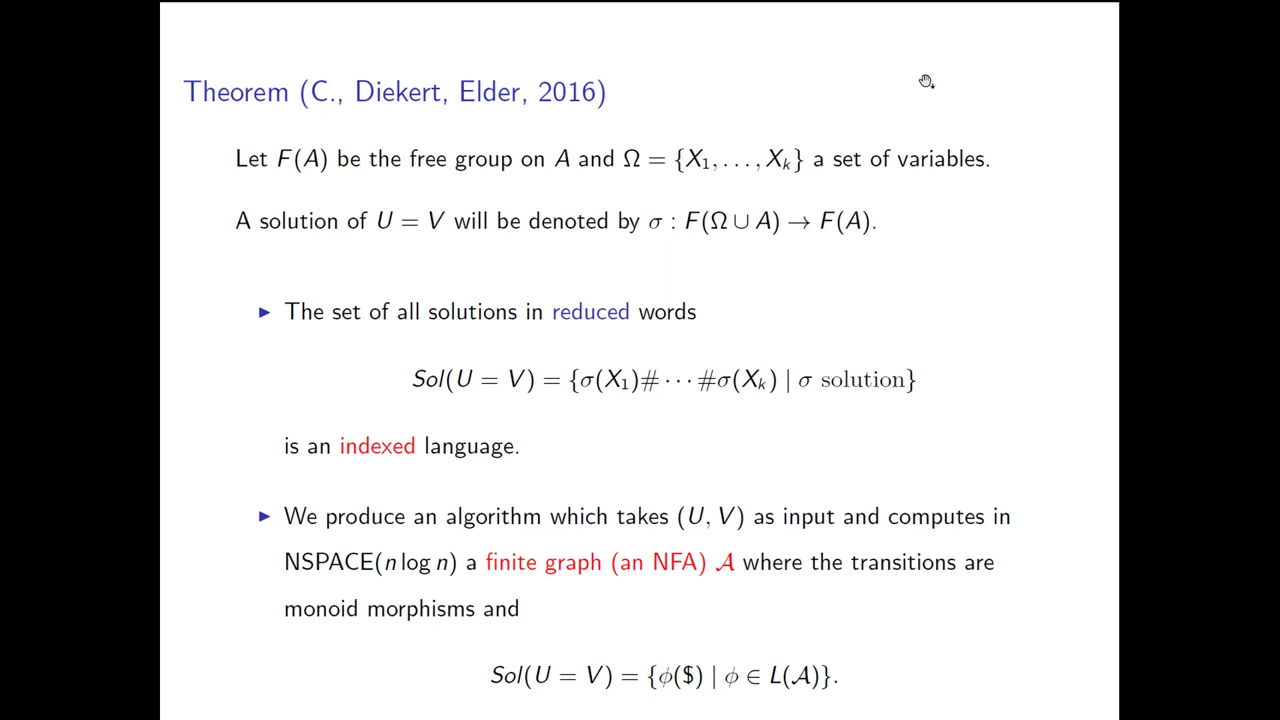 Theorem (C., Diekert, Elder, 2016)
Let F(A) be the free group on A and Ω = {X₁, . . . , Xₖ} a set of variables.
A solution of U = V will be denoted by σ : F(Ω ∪ A) → F(A).
▶ The set of all solutions in reduced words
Sol(U = V) = {σ(X₁)# · · · #σ(Xₖ) | σ solution}
is an indexed language.
▶ We produce an algorithm which takes (U, V) as input and computes in
NSPACE(n log n) a finite graph (an NFA) 𝒜 where the transitions are
monoid morphisms and
Sol(U = V) = {ϕ($) | ϕ ∈ L(𝒜)}.